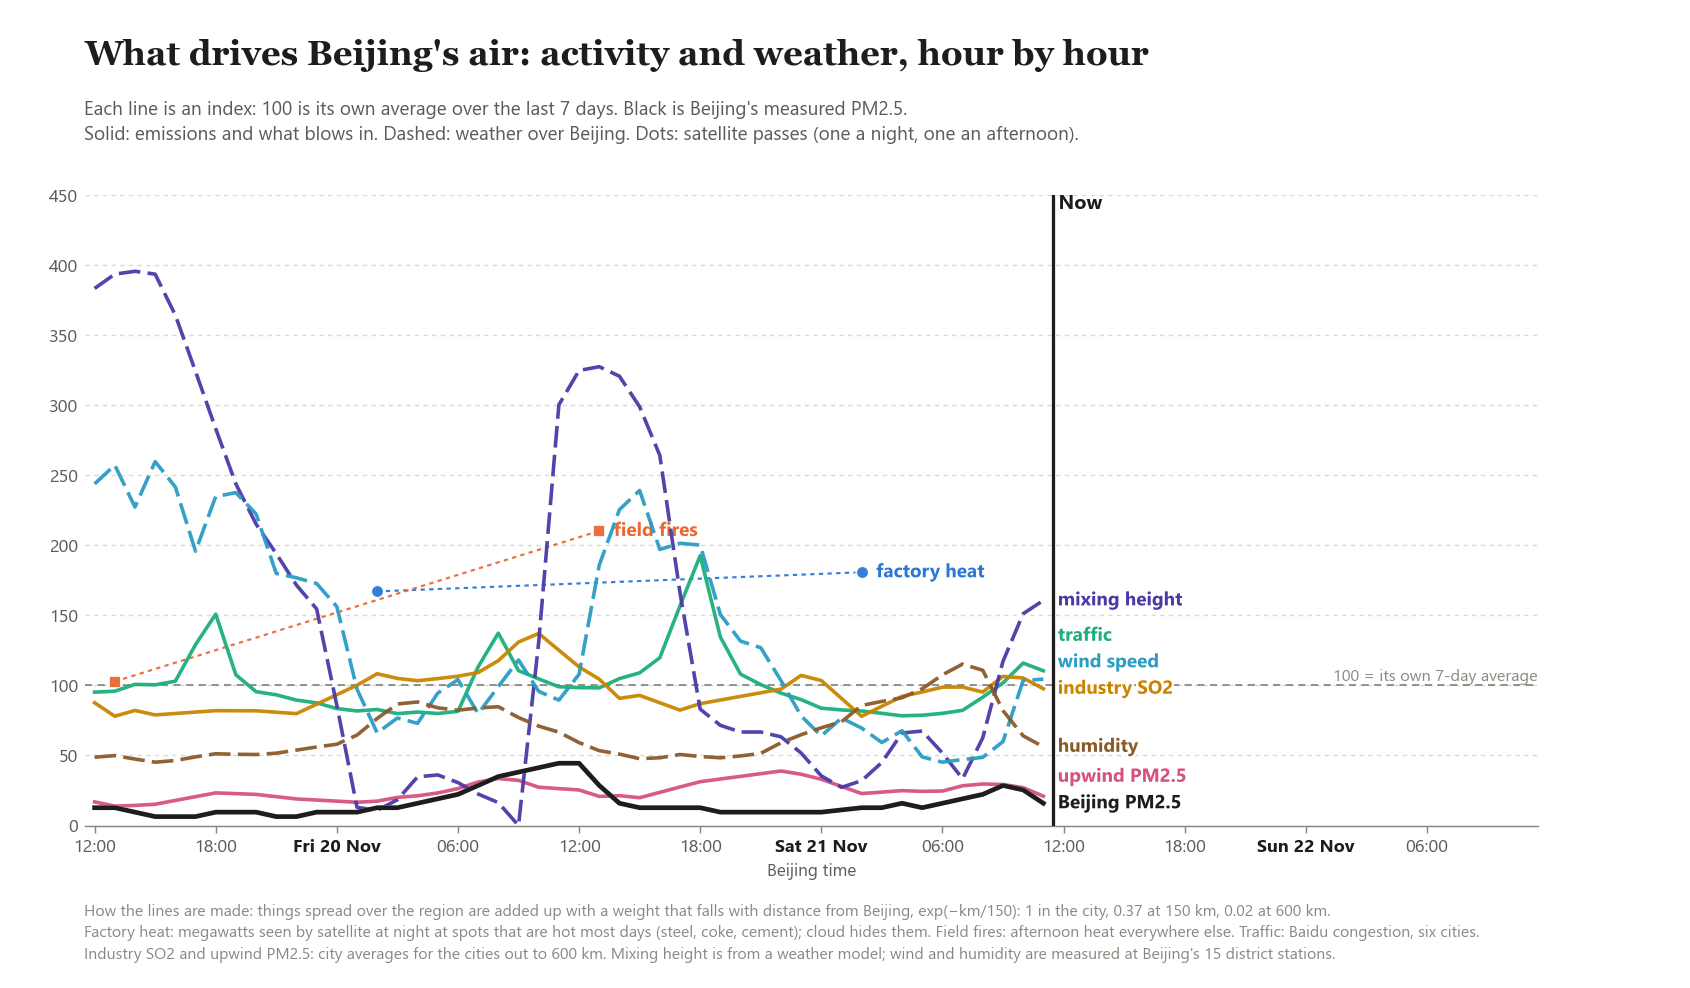 What drives Beijing's air: activity and weather, hour by hour
Each line is an index: 100 is its own average over the last 7 days. Black is Beijing's measured PM2.5.
Solid: emissions and what blows in. Dashed: weather over Beijing. Dots: satellite passes (one a night, one an afternoon).
450
400
350
300
250
200
150
100
50
0
Now
field fires
factory heat
mixing height
traffic
wind speed
100 = its own 7-day average
industry SO2
humidity
upwind PM2.5
Beijing PM2.5
12:00 18:00 Fri 20 Nov 06:00 12:00 18:00 Sat 21 Nov 06:00 12:00 18:00 Sun 22 Nov 06:00
Beijing time
How the lines are made: things spread over the region are added up with a weight that falls with distance from Beijing, exp(−km/150): 1 in the city, 0.37 at 150 km, 0.02 at 600 km.
Factory heat: megawatts seen by satellite at night at spots that are hot most days (steel, coke, cement); cloud hides them. Field fires: afternoon heat everywhere else. Traffic: Baidu congestion, six cities.
Industry SO2 and upwind PM2.5: city averages for the cities out to 600 km. Mixing height is from a weather model; wind and humidity are measured at Beijing's 15 district stations.